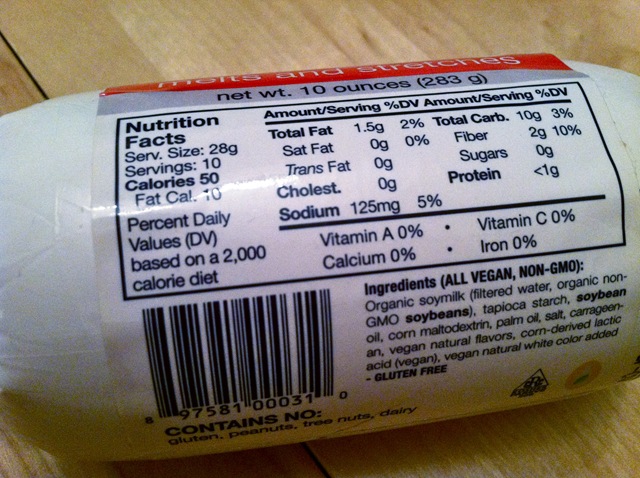 melts and stretches
net wt. 10 ounces (283 g)
Nutrition
Facts
Serv. Size: 28g
Servings: 10
Calories 50
Fat Cal. 10
Percent Daily
Values (DV)
based on a 2,000
calorie diet
Amount/Serving %DV Amount/Serving %DV
Total Fat 1.5g 2% Total Carb. 10g 3%
Sat Fat 0g 0% Fiber 2g 10%
Trans Fat 0g Sugars 0g
Cholest. 0g Protein <1g
Sodium 125mg 5%
Vitamin A 0% • Vitamin C 0%
Calcium 0% • Iron 0%
Ingredients (ALL VEGAN, NON-GMO):
Organic soymilk (filtered water, organic non-
GMO soybeans), tapioca starch, soybean
oil, corn maltodextrin, palm oil, salt, carrageen-
an, vegan natural flavors, corn-derived lactic
acid (vegan), vegan natural white color added
- GLUTEN FREE
8 97581 00031 0
CONTAINS NO:
gluten, peanuts, tree nuts, dairy